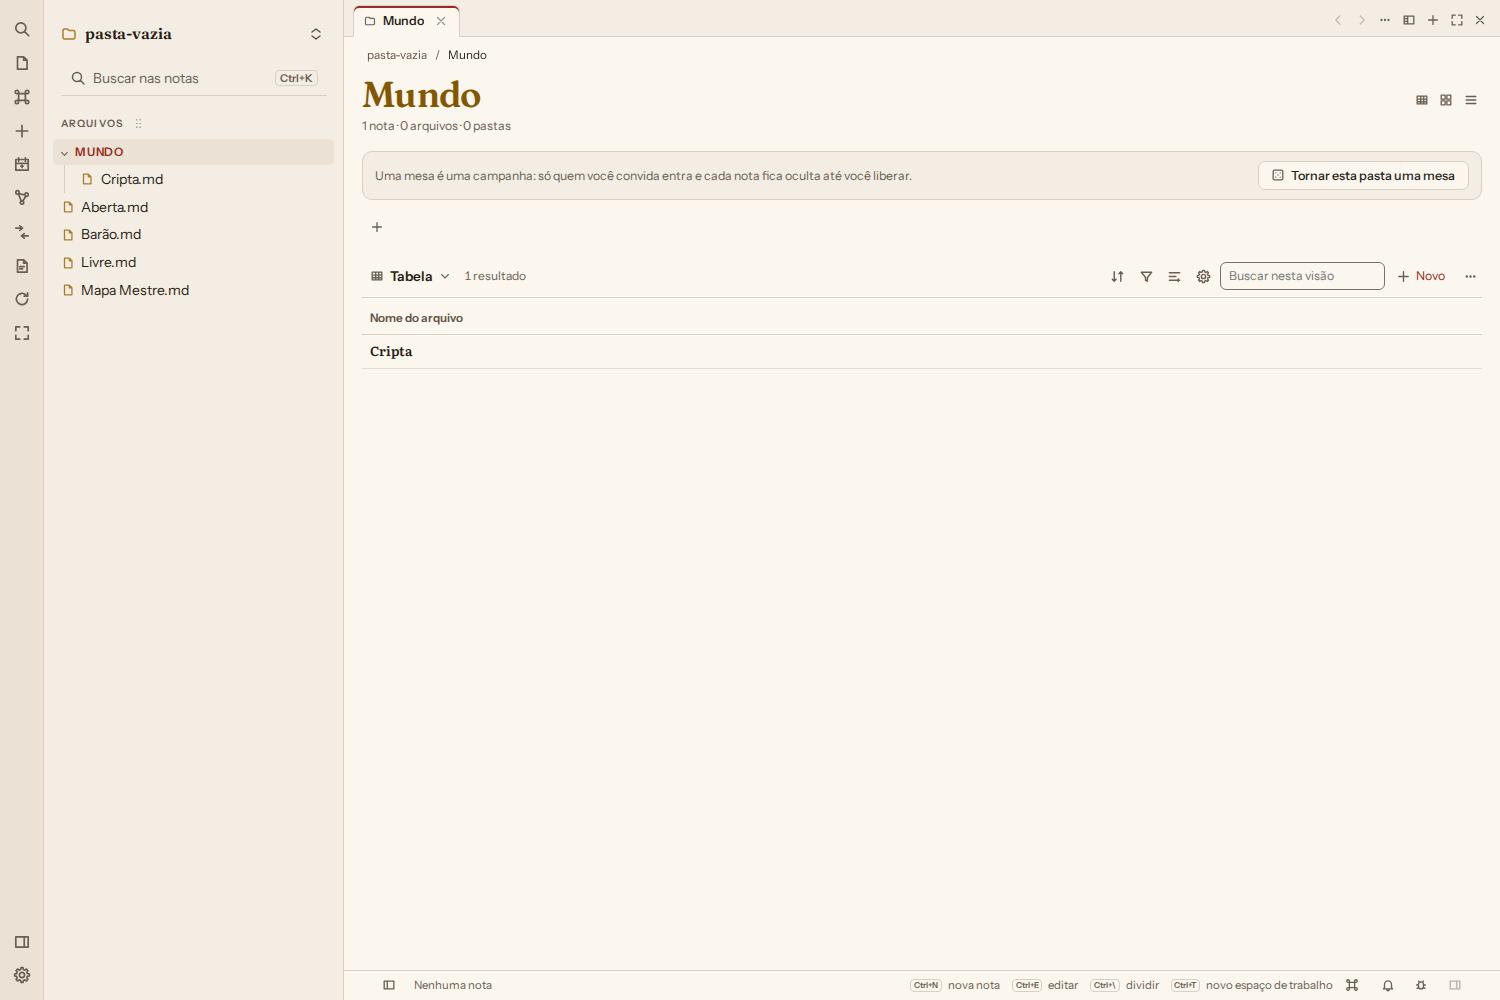 pasta-vazia
Buscar nas notas Ctrl+K
ARQUIVOS
MUNDO
Cripta.md
Aberta.md
Barão.md
Livre.md
Mapa Mestre.md
Mundo
pasta-vazia / Mundo
Mundo
1 nota · 0 arquivos · 0 pastas
Uma mesa é uma campanha: só quem você convida entra e cada nota fica oculta até você liberar.
Tornar esta pasta uma mesa
Tabela 1 resultado
Buscar nesta visão
Novo
Nome do arquivo
Cripta
Nenhuma nota
Ctrl+N nova nota Ctrl+E editar Ctrl+\ dividir Ctrl+T novo espaço de trabalho